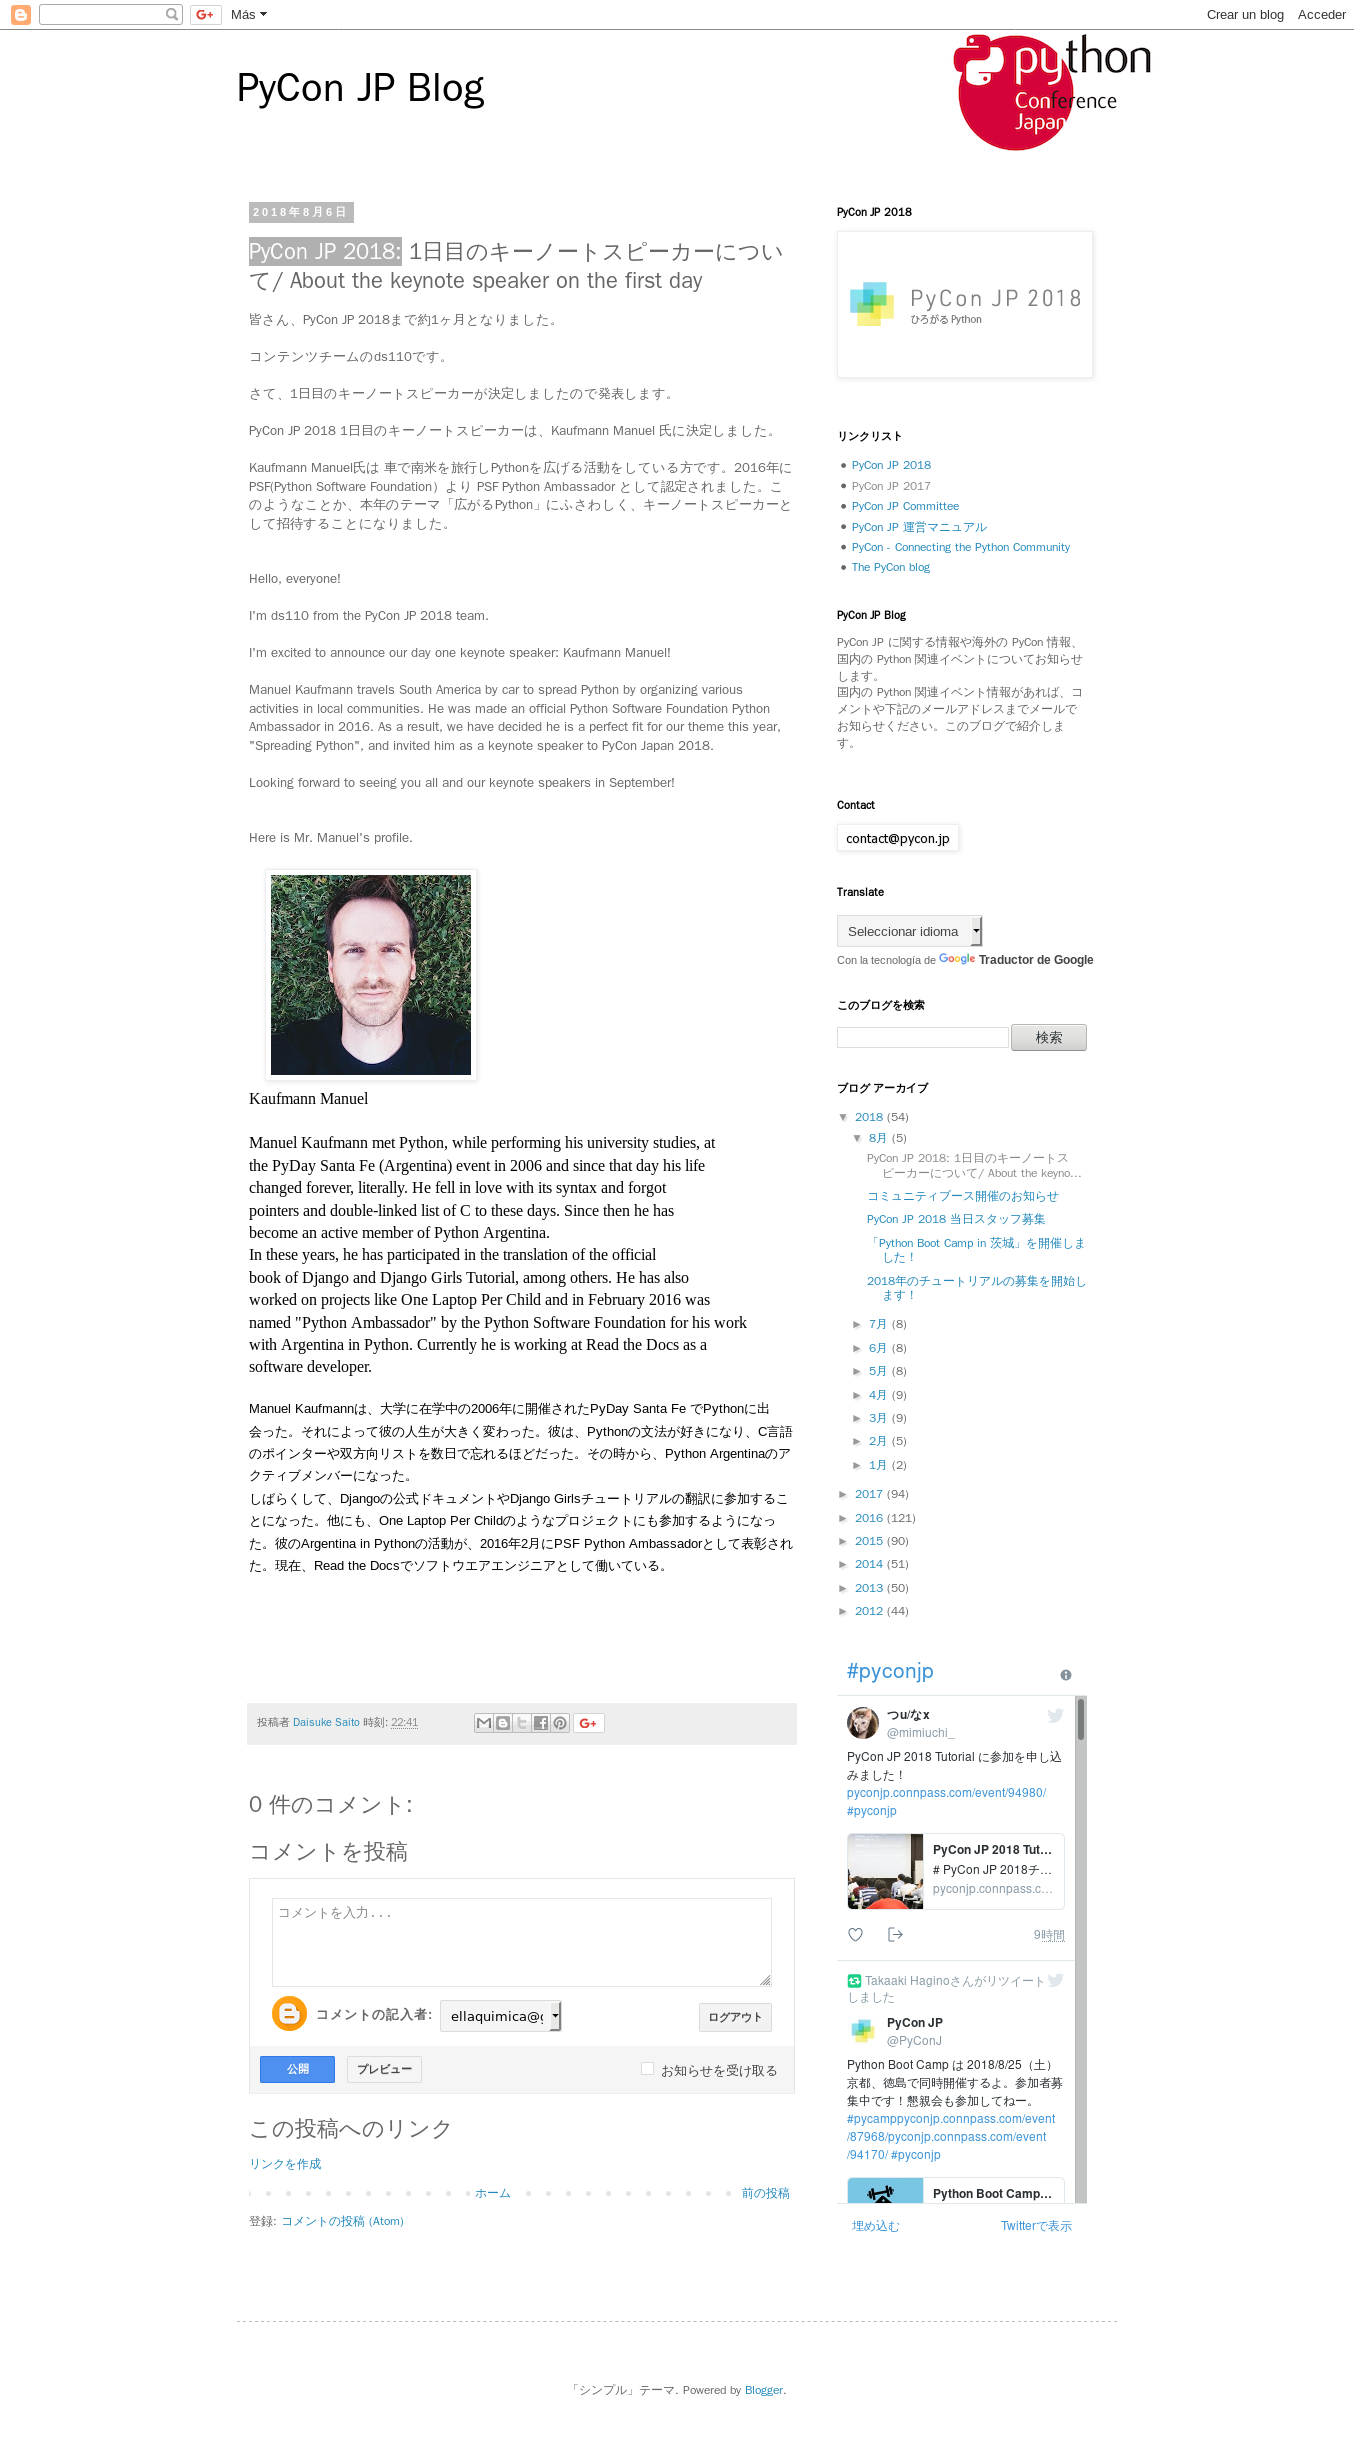 Más
Crear un blog
Acceder
PyCon JP Blog
python
Conference
Japan
2018年8月6日
PyCon JP 2018: 1日目のキーノートスピーカーについ
て/ About the keynote speaker on the first day
皆さん、PyCon JP 2018まで約1ヶ月となりました。
コンテンツチームのds110です。
さて、1日目のキーノートスピーカーが決定しましたので発表します。
PyCon JP 2018 1日目のキーノートスピーカーは、Kaufmann Manuel 氏に決定しました。
Kaufmann Manuel氏は 車で南米を旅行しPythonを広げる活動をしている方です。2016年に
PSF(Python Software Foundation）より PSF Python Ambassador として認定されました。こ
のようなことか、本年のテーマ「広がるPython」にふさわしく、キーノートスピーカーと
して招待することになりました。
Hello, everyone!
I'm ds110 from the PyCon JP 2018 team.
I'm excited to announce our day one keynote speaker: Kaufmann Manuel!
Manuel Kaufmann travels South America by car to spread Python by organizing various
activities in local communities. He was made an official Python Software Foundation Python
Ambassador in 2016. As a result, we have decided he is a perfect fit for our theme this year,
"Spreading Python", and invited him as a keynote speaker to PyCon Japan 2018.
Looking forward to seeing you all and our keynote speakers in September!
Here is Mr. Manuel's profile.
Kaufmann Manuel
Manuel Kaufmann met Python, while performing his university studies, at
the PyDay Santa Fe (Argentina) event in 2006 and since that day his life
changed forever, literally. He fell in love with its syntax and forgot
pointers and double-linked list of C to these days. Since then he has
become an active member of Python Argentina.
In these years, he has participated in the translation of the official
book of Django and Django Girls Tutorial, among others. He has also
worked on projects like One Laptop Per Child and in February 2016 was
named "Python Ambassador" by the Python Software Foundation for his work
with Argentina in Python. Currently he is working at Read the Docs as a
software developer.
Manuel Kaufmannは、大学に在学中の2006年に開催されたPyDay Santa Fe でPythonに出
会った。それによって彼の人生が大きく変わった。彼は、Pythonの文法が好きになり、C言語
のポインターや双方向リストを数日で忘れるほどだった。その時から、Python Argentinaのア
クティブメンバーになった。
しばらくして、Djangoの公式ドキュメントやDjango Girlsチュートリアルの翻訳に参加するこ
とになった。他にも、One Laptop Per Childのようなプロジェクトにも参加するようになっ
た。彼のArgentina in Pythonの活動が、2016年2月にPSF Python Ambassadorとして表彰され
た。現在、Read the Docsでソフトウエアエンジニアとして働いている。
投稿者 Daisuke Saito 時刻: 22:41
G+
0 件のコメント:
コメントを投稿
コメントを入力...
コメントの記入者:
ellaquimica@g
ログアウト
公開
プレビュー
お知らせを受け取る
この投稿へのリンク
リンクを作成
ホーム
前の投稿
登録: コメントの投稿 (Atom)
PyCon JP 2018
PyCon JP 2018
ひろがる Python
リンクリスト
PyCon JP 2018
PyCon JP 2017
PyCon JP Committee
PyCon JP 運営マニュアル
PyCon - Connecting the Python Community
The PyCon blog
PyCon JP Blog
PyCon JP に関する情報や海外の PyCon 情報、
国内の Python 関連イベントについてお知らせ
します。
国内の Python 関連イベント情報があれば、コ
メントや下記のメールアドレスまでメールで
お知らせください。このブログで紹介しま
す。
Contact
contact@pycon.jp
Translate
Seleccionar idioma
Con la tecnología de Google Traductor de Google
このブログを検索
検索
ブログ アーカイブ
▼ 2018 (54)
▼ 8月 (5)
PyCon JP 2018: 1日目のキーノートス
ピーカーについて/ About the keyno...
コミュニティブース開催のお知らせ
PyCon JP 2018 当日スタッフ募集
「Python Boot Camp in 茨城」を開催しま
した！
2018年のチュートリアルの募集を開始し
ます！
► 7月 (8)
► 6月 (8)
► 5月 (8)
► 4月 (9)
► 3月 (9)
► 2月 (5)
► 1月 (2)
► 2017 (94)
► 2016 (121)
► 2015 (90)
► 2014 (51)
► 2013 (50)
► 2012 (44)
#pyconjp
つu/なx
@mimiuchi_
PyCon JP 2018 Tutorial に参加を申し込
みました！
pyconjp.connpass.com/event/94980/
#pyconjp
PyCon JP 2018 Tut…
# PyCon JP 2018チ…
pyconjp.connpass.c…
9時間
Takaaki Haginoさんがリツイート
しました
PyCon JP
@PyConJ
Python Boot Camp は 2018/8/25（土）
京都、徳島で同時開催するよ。参加者募
集中です！懇親会も参加してねー。
#pycamppyconjp.connpass.com/event
/87968/pyconjp.connpass.com/event
/94170/ #pyconjp
Python Boot Camp…
埋め込む
Twitterで表示
「シンプル」テーマ. Powered by Blogger.